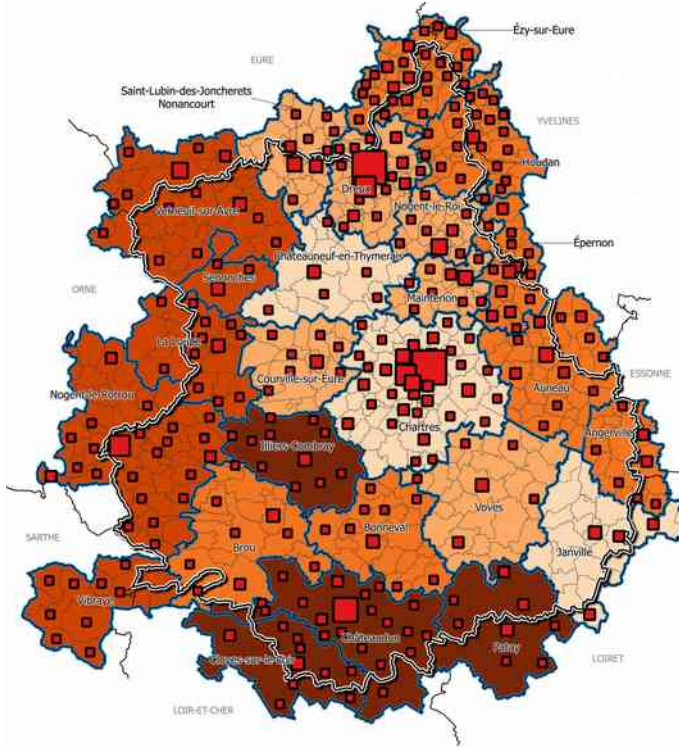 Ézy-sur-Eure
EURE
Saint-Lubin-des-Joncherets
Nonancourt
YVELINES
Houdan
Dreux
Verneuil-sur-Avre
Nogent-le-Roi
Épernon
Châteauneuf-en-Thymerais
Senonches
ORNE
Maintenon
La Loupe
ESSONNE
Courville-sur-Eure
Auneau
Nogent-le-Rotrou
Chartres
Angerville
Illiers-Combray
Voves
Bonneval
SARTHE
Brou
Janville
Vibraye
Châteaudun
Patay
Cloyes-sur-le-Loir
LOIRET
LOIR-ET-CHER